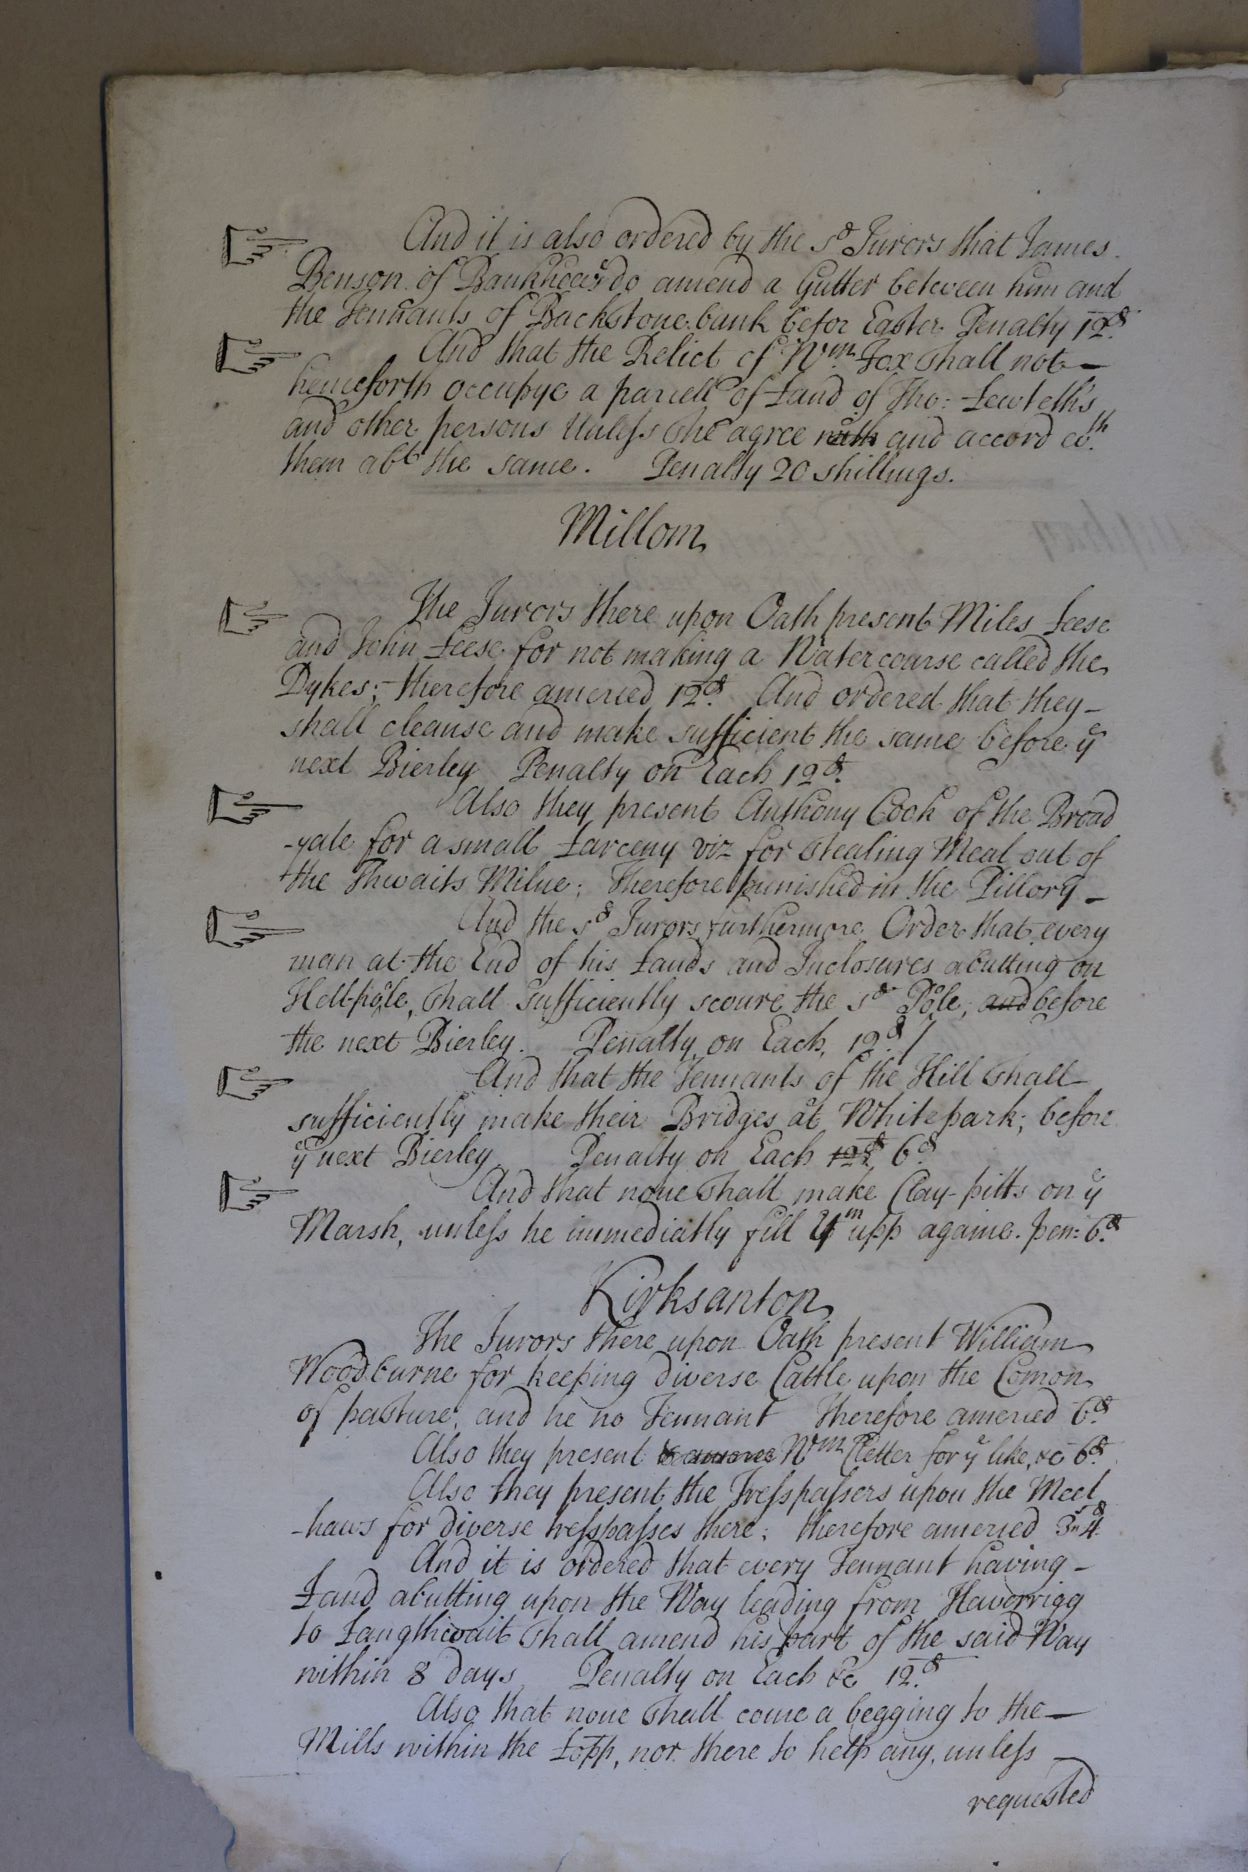 And it is also ordered by the sd Jurors that James
Benson of Bankhead do amend a Gutter between him and
the Tennants of Backstone bank befor Easter Penalty 12d.
And that the Relict of Wm. Fox shall not
henceforth occupye a parcell of Land of Tho: Lewteths
and other persons Unless she agree with and accord wth
them abt the same. Penalty 20 shillings.
Millom
The Jurors there upon Oath present Miles Leese
and John Leese for not making a Watercourse called the
Dykes; therefore ameried 12d. And ordered that they
shall cleanse and make sufficient the same before ye
next Bierley Penalty on Each 12d.
Also they present Anthony Cook of the Broad
-yate for a small Larceny viz for stealing Meal out of
the Thwaits Milne; Therefore punished in the Pillory
And the sd Jurors furthermore Order that every
man at the End of his Lands and Inclosures abutting on
Hellpole, shall sufficiently scoure the sd Pole, and before
the next Bierley. Penalty on Each, 12d
And that the Tennants of the Hill shall
sufficiently make their Bridges at Whitepark; before
ye next Bierley Penalty on Each 12d 6d
And that none shall make Clay-pitts on ye
Marsh, unless he immediatly fill ym upp againe. pen: 6d.
Kirksanton
The Jurors there upon Oath present William
Woodburne for keeping diverse Cattle upon the Comon
of pasture, and he no Tennant Therefore ameried 6d
Also they present Wm Cletter for ye like, &c 6d.
Also they present the Tresspassers upon the Meel
-haws for diverse tresspasses there; therefore ameried 3s-4d
And it is ordered that every Tennant having
Land abutting upon the Way leading from Haverrigg
to Langthwait shall amend his part of the said Way
within 8 days Penalty on Each &c 12.d
Also that none shall come a begging to the
Mills within the Lopp, nor there to help any, unless
requested